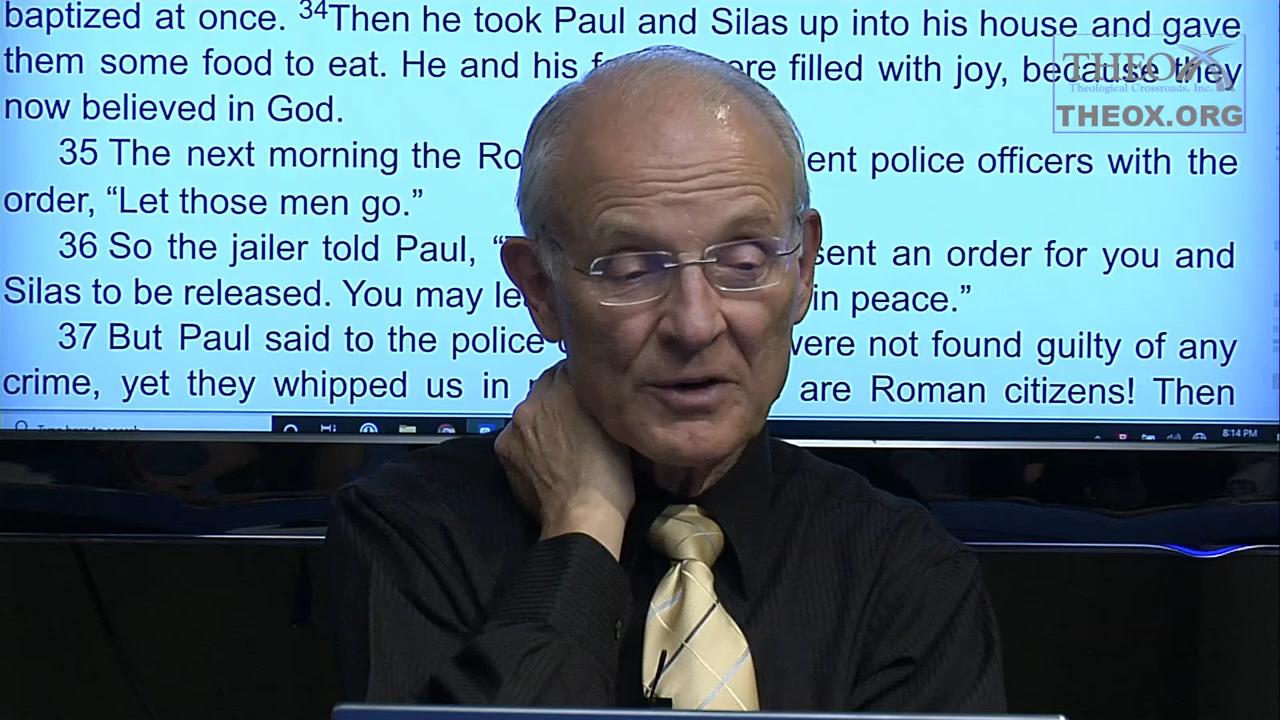 baptized at once. 34Then he took Paul and Silas up into his house and gave
them some food to eat. He and his f ere filled with joy, because they
now believed in God.
35 The next morning the Ro ent police officers with the
order, “Let those men go.”
36 So the jailer told Paul, “ sent an order for you and
Silas to be released. You may le in peace.”
37 But Paul said to the police were not found guilty of any
crime, yet they whipped us in are Roman citizens! Then
THEOX
Theological Crossroads, Inc.
THEOX.ORG
Type here to search
8:14 PM